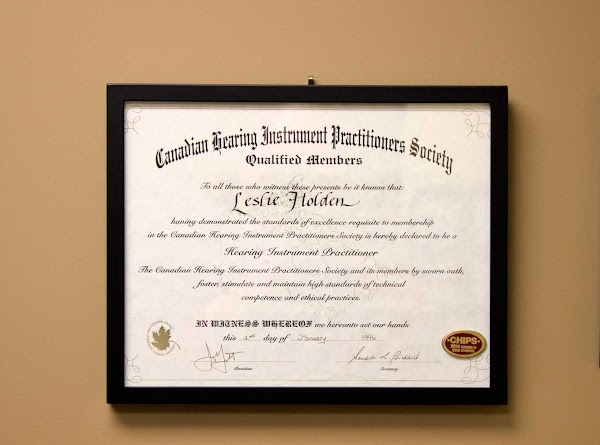 Canadian Hearing Instrument Practitioners Society
Qualified Members
To all those who witness these presents be it known that:
Leslie Holden
having demonstrated the standards of excellence requisite to membership
in the Canadian Hearing Instrument Practitioners Society is hereby declared to be a
Hearing Instrument Practitioner
The Canadian Hearing Instrument Practitioners Society and its members by sworn oath,
foster, stimulate and maintain high standards of technical
competence and ethical practices.
IN WITNESS WHEREOF we hereunto set our hands
this 2nd day of January 1996
President
Secretary
CHIPS